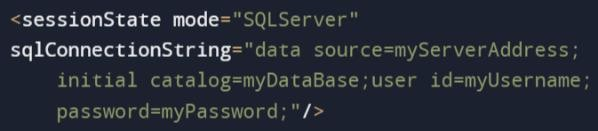 <sessionState mode="SQLServer"
sqlConnectionString="data source=myServerAddress;
initial catalog=myDataBase;user id=myUsername;
password=myPassword;"/>